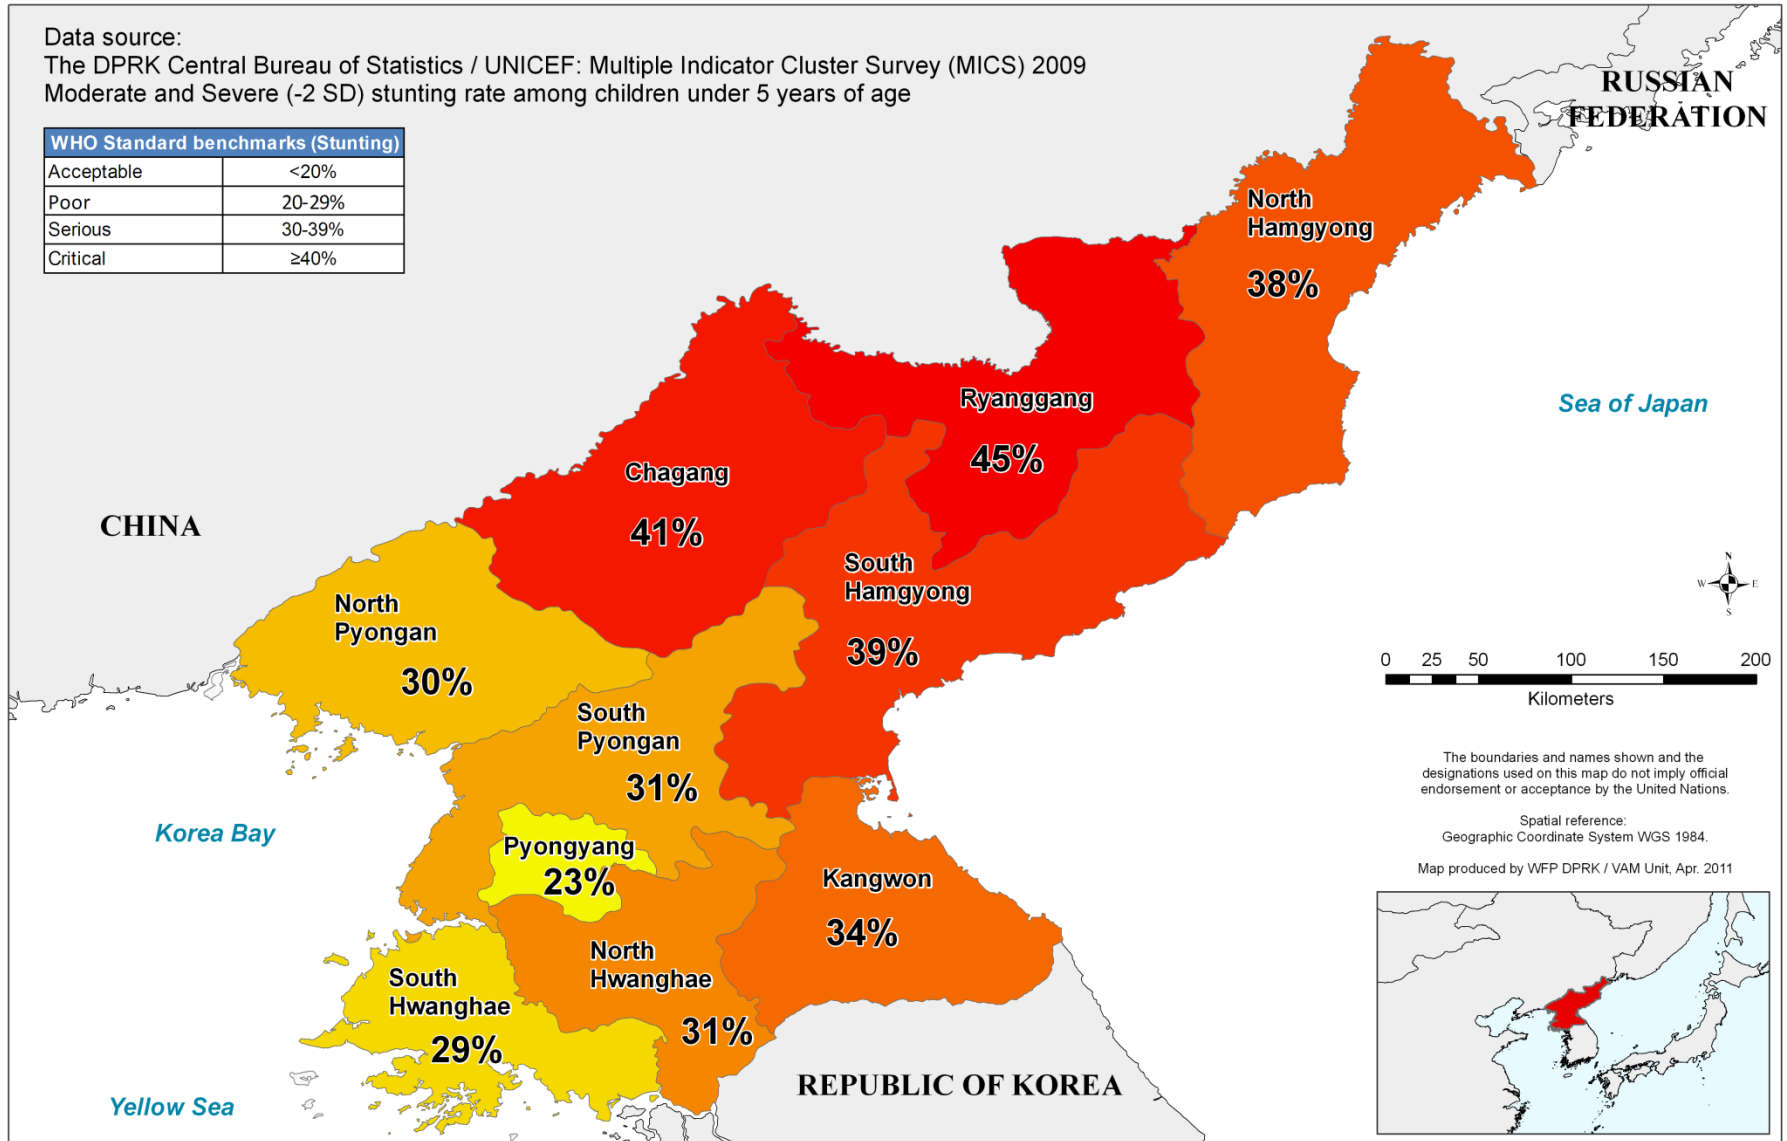 Data source:
The DPRK Central Bureau of Statistics / UNICEF: Multiple Indicator Cluster Survey (MICS) 2009
Moderate and Severe (-2 SD) stunting rate among children under 5 years of age
WHO Standard benchmarks (Stunting)
Acceptable <20%
Poor 20-29%
Serious 30-39%
Critical ≥40%
RUSSIAN
FEDERATION
North
Hamgyong
38%
Ryanggang
45%
Sea of Japan
Chagang
41%
CHINA
South
Hamgyong
39%
North
Pyongan
30%
South
Pyongan
31%
Korea Bay
Pyongyang
23%
Kangwon
34%
North
Hwanghae
31%
South
Hwanghae
29%
Yellow Sea
REPUBLIC OF KOREA
N
W E
S
0 25 50 100 150 200
Kilometers
The boundaries and names shown and the
designations used on this map do not imply official
endorsement or acceptance by the United Nations.
Spatial reference:
Geographic Coordinate System WGS 1984.
Map produced by WFP DPRK / VAM Unit, Apr. 2011